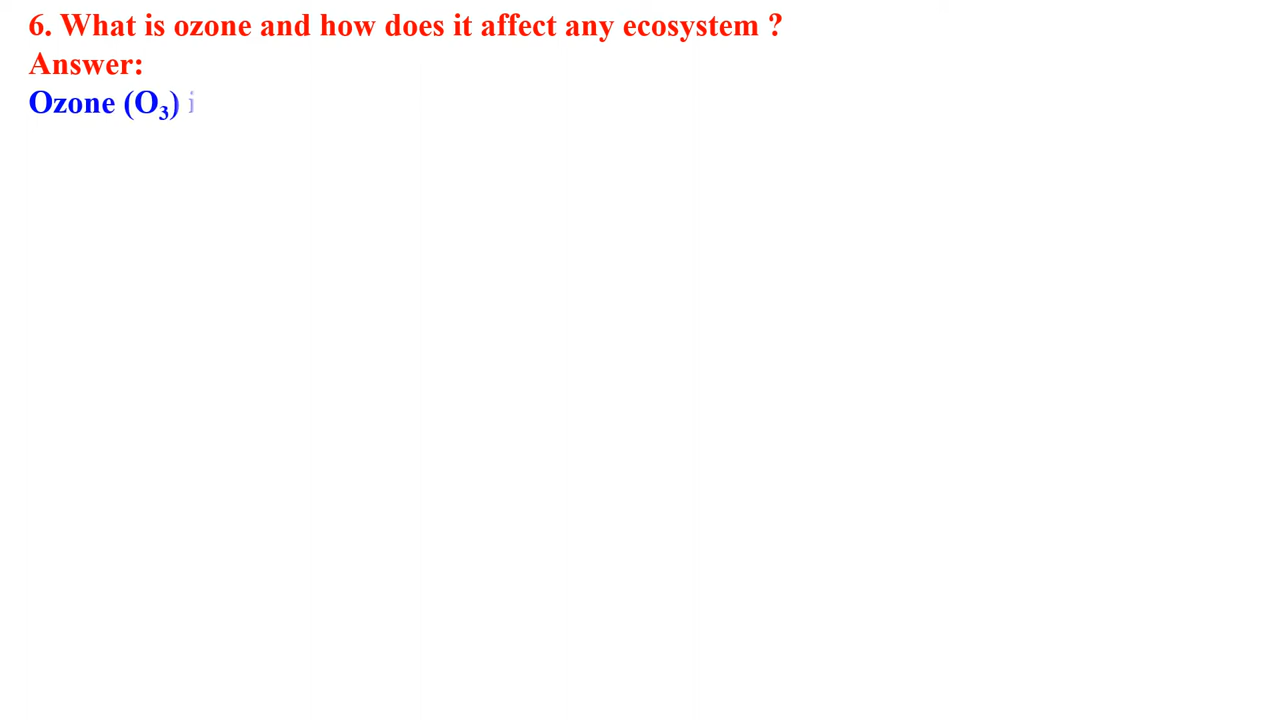 6. What is ozone and how does it affect any ecosystem ?
Answer:
Ozone (O₃) i